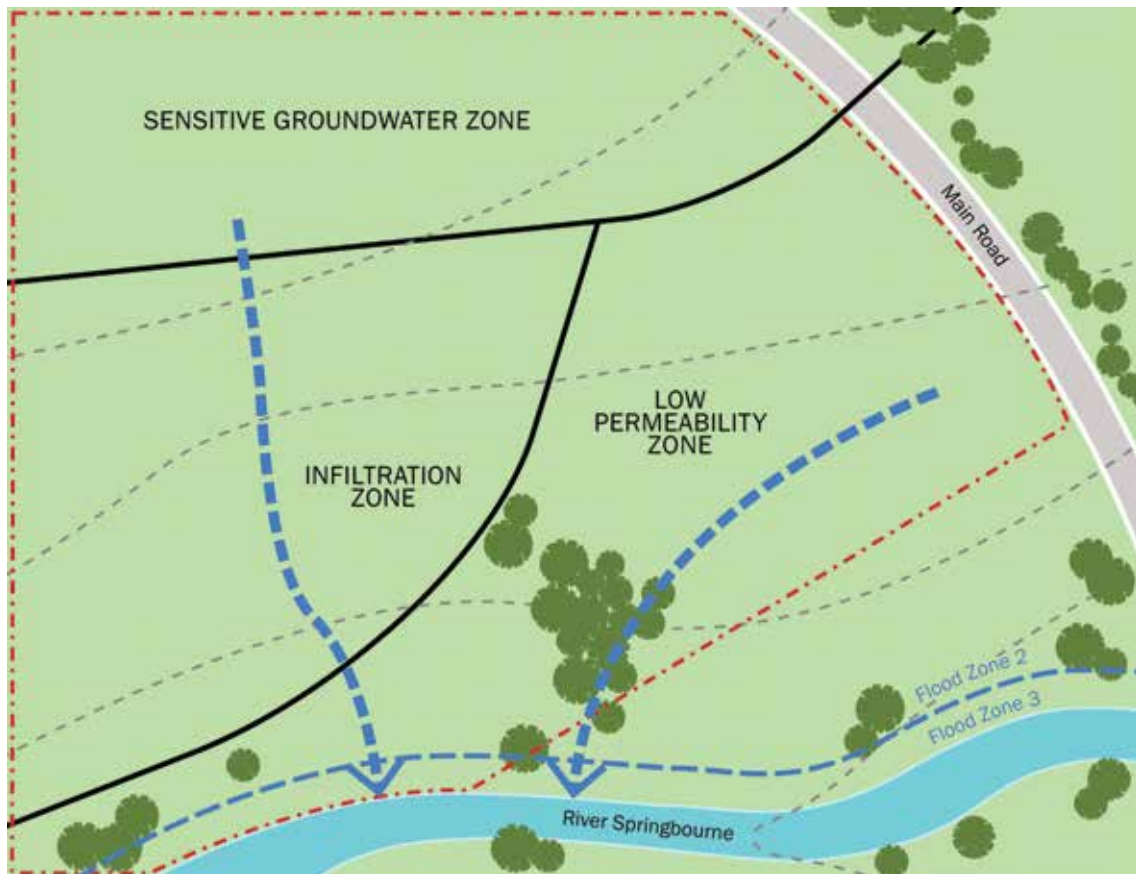 SENSITIVE GROUNDWATER ZONE
Main Road
LOW
PERMEABILITY
ZONE
INFILTRATION
ZONE
Flood Zone 2
Flood Zone 3
River Springbourne